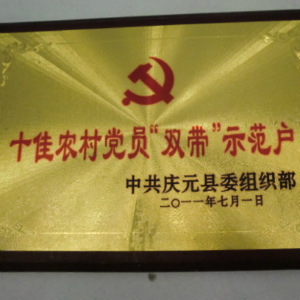 十佳农村党员“双带”示范户
中共庆元县委组织部
二〇一一年七月一日